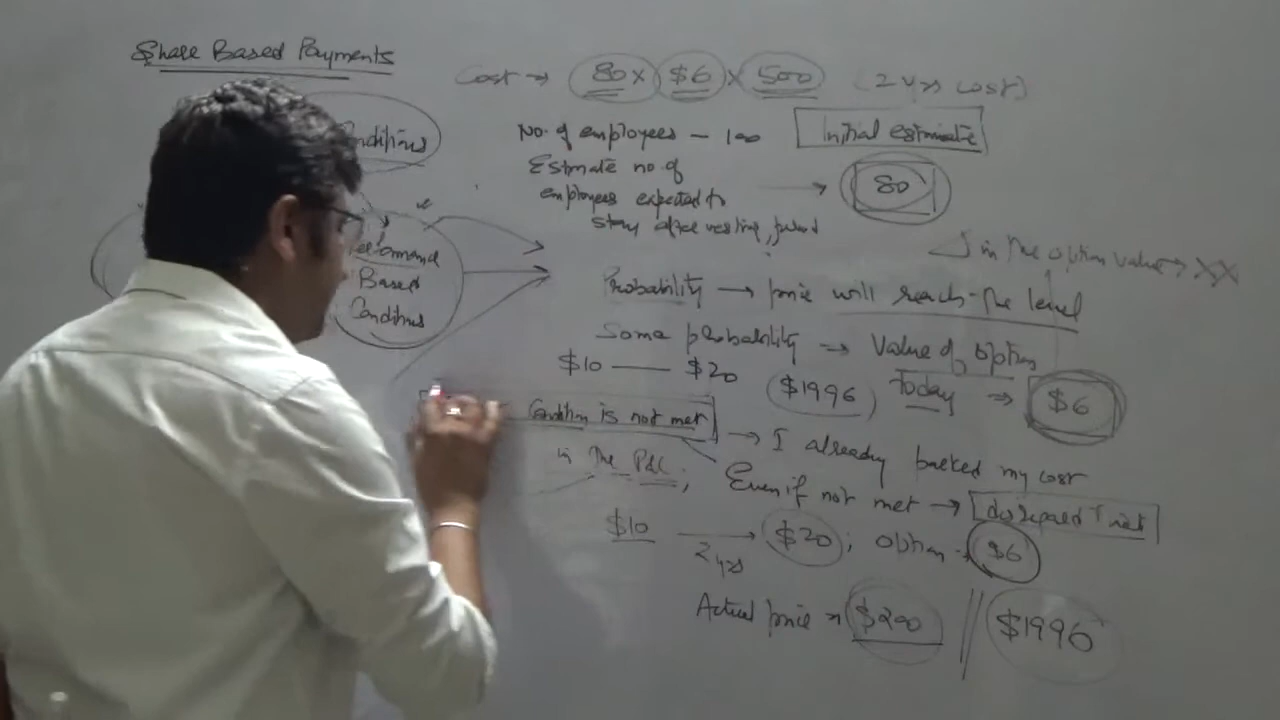 Share Based Payments
Cost → 80 × $6 × 500 (2 yrs cost)
Conditions
No. of employees — 100
Initial estimate
Estimate no of
employees expected to → 80
stay after vesting period
Performance
Based
Conditions
in the option value → XX
Probability → price will reach the level
Some probability → Value of option
$10 — $20 ($1996) Today → $6
Condition is not met → I already booked my cost
in the P&L; Even if not met →
$10 → $20; option → $6
2 yrs
Actual price → $200 // $1996